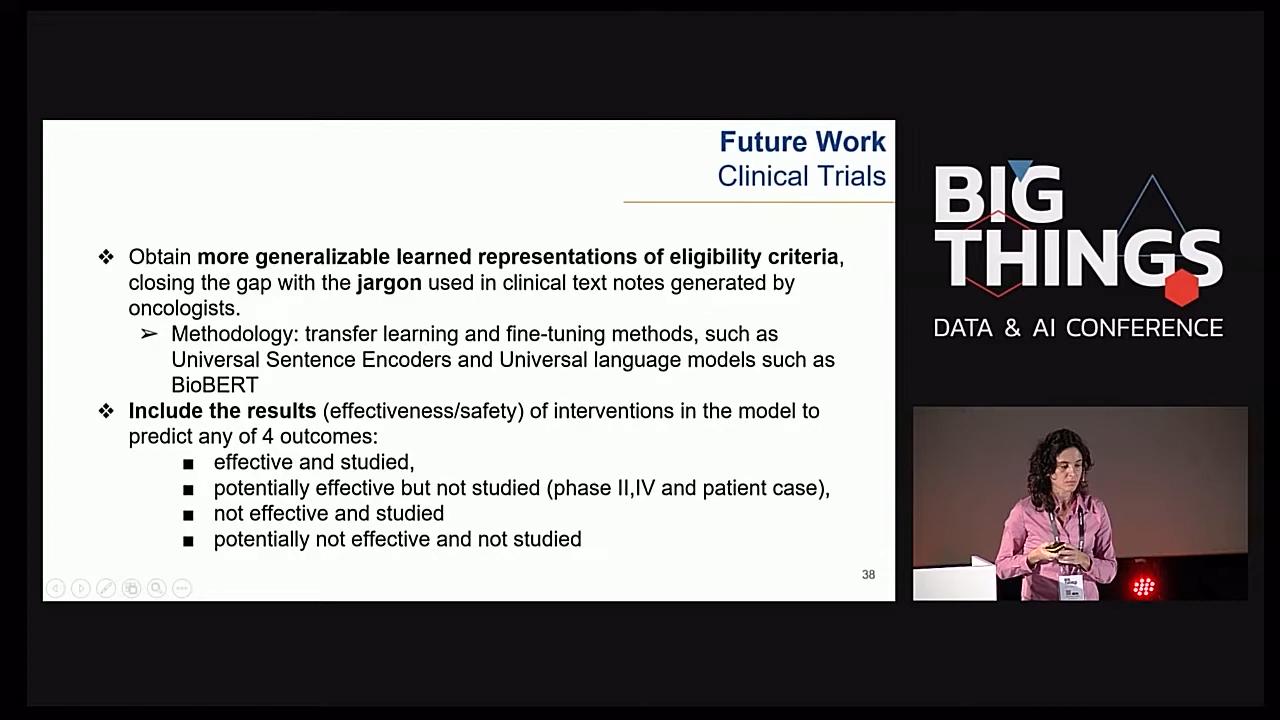 Future Work
Clinical Trials
❖ Obtain more generalizable learned representations of eligibility criteria,
closing the gap with the jargon used in clinical text notes generated by
oncologists.
➢ Methodology: transfer learning and fine-tuning methods, such as
Universal Sentence Encoders and Universal language models such as
BioBERT
❖ Include the results (effectiveness/safety) of interventions in the model to
predict any of 4 outcomes:
■ effective and studied,
■ potentially effective but not studied (phase II,IV and patient case),
■ not effective and studied
■ potentially not effective and not studied
38
BIG
THINGS
DATA & AI CONFERENCE